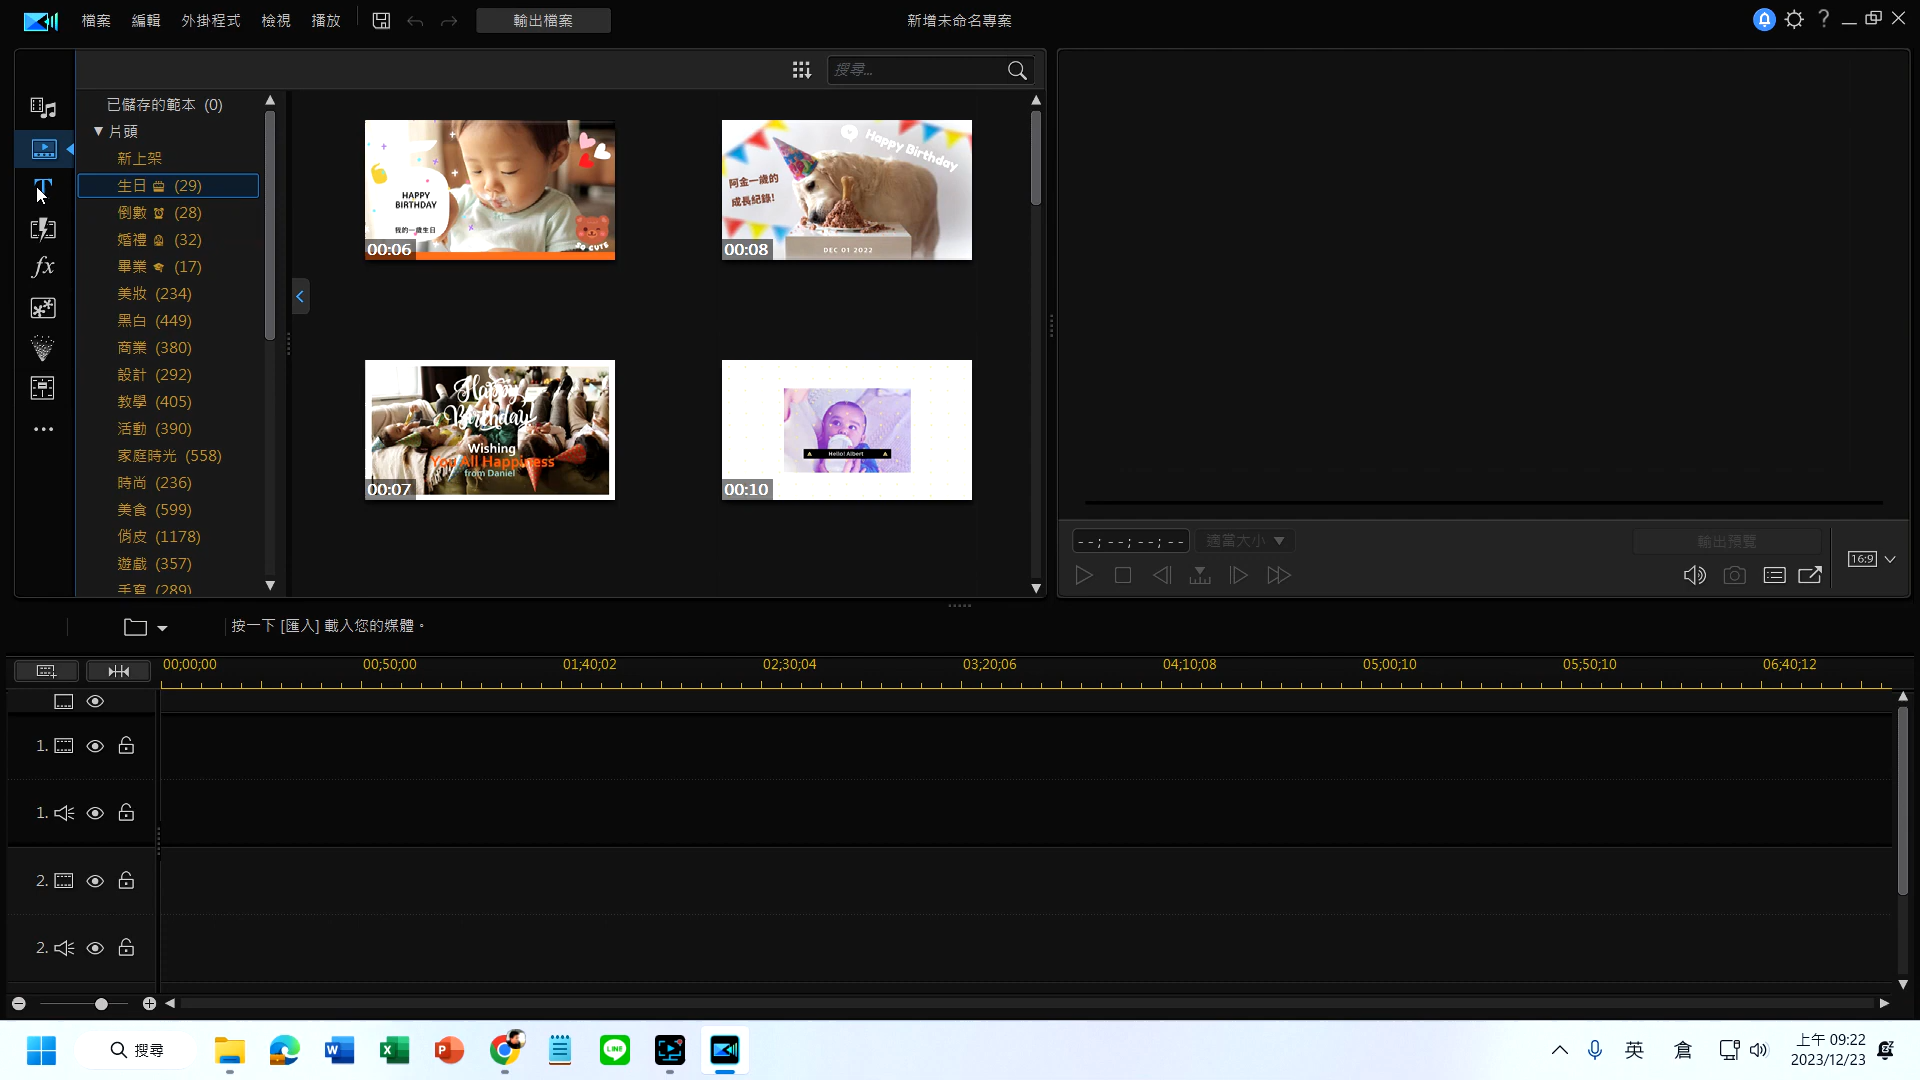 檔案 編輯 外掛程式 檢視 播放 輸出檔案 新增未命名專案
搜尋...
已儲存的範本 (0)
片頭
新上架
生日 (29)
倒數 (28)
婚禮 (32)
畢業 (17)
美妝 (234)
黑白 (449)
商業 (380)
設計 (292)
教學 (405)
活動 (390)
家庭時光 (558)
時尚 (236)
美食 (599)
俏皮 (1178)
遊戲 (357)
手寫 (289)
HAPPY
BIRTHDAY
我的一歲生日
SO CUTE
00:06
Happy Birthday
阿金一歲的
成長紀錄!
DEC 01 2022
00:08
Happy
Birthday
Wishing
You All Happiness
from Daniel
00:07
Hello! Albert
00:10
--;--;--;-- 適當大小 輸出預覽
16:9
按一下 [匯入] 載入您的媒體。
00;00;00 00;50;00 01;40;02 02;30;04 03;20;06 04;10;08 05;00;10 05;50;10 06;40;12
1.
1.
2.
2.
搜尋
英 倉
上午 09:22
2023/12/23